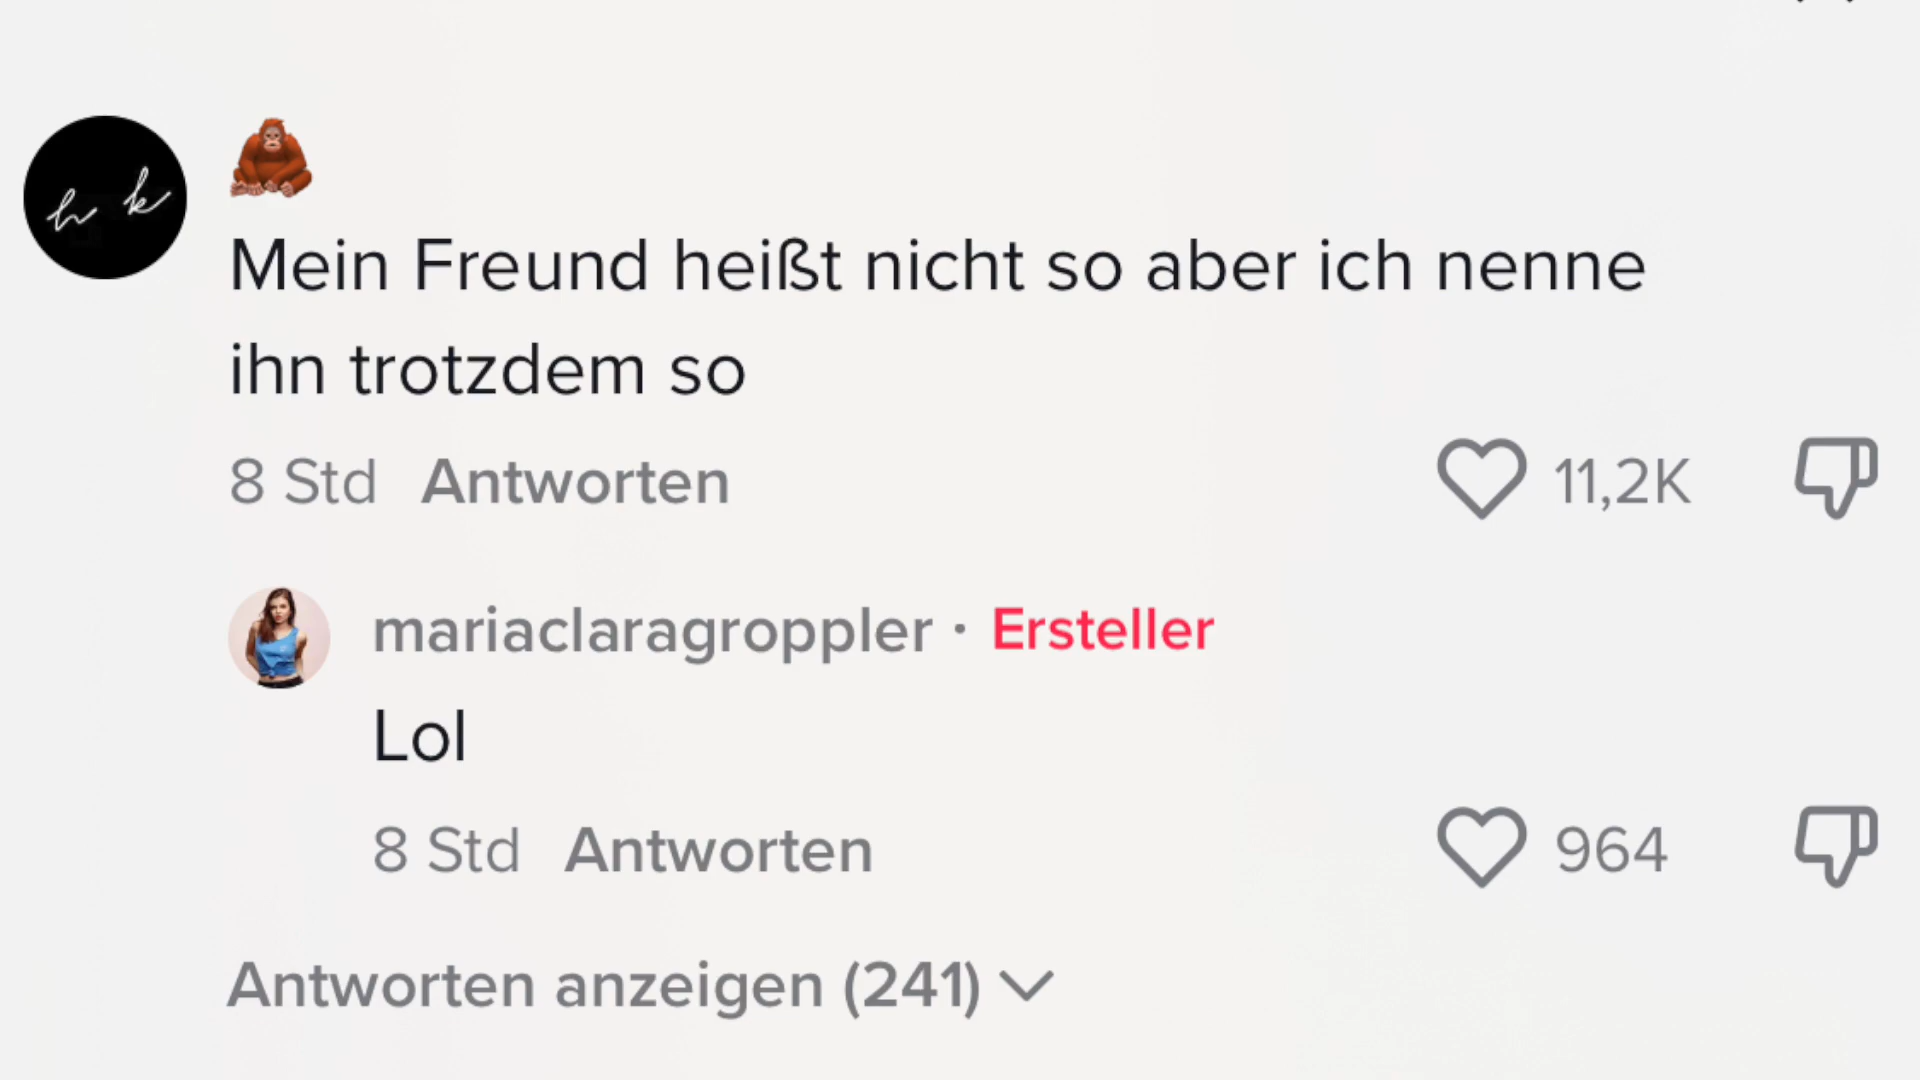 h k
🦧
Mein Freund heißt nicht so aber ich nenne
ihn trotzdem so
8 Std Antworten 11,2K
mariaclaragroppler · Ersteller
Lol
8 Std Antworten 964
Antworten anzeigen (241)